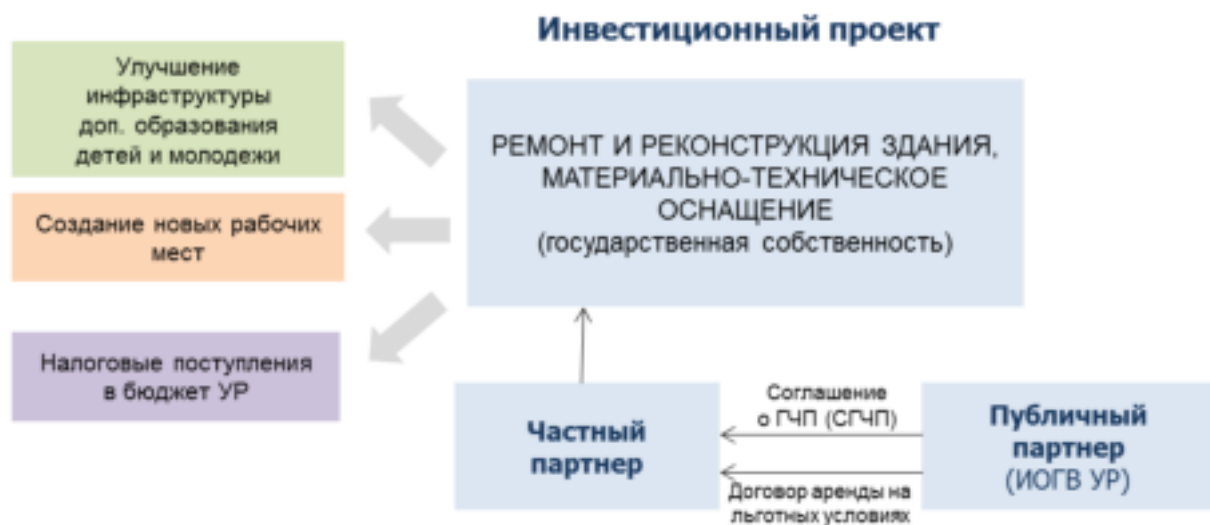 Инвестиционный проект
Улучшение
инфраструктуры
доп. образования
детей и молодежи
Создание новых рабочих
мест
Налоговые поступления
в бюджет УР
РЕМОНТ И РЕКОНСТРУКЦИЯ ЗДАНИЯ,
МАТЕРИАЛЬНО-ТЕХНИЧЕСКОЕ
ОСНАЩЕНИЕ
(государственная собственность)
Частный
партнер
Соглашение
о ГЧП (СГЧП)
Договор аренды на
льготных условиях
Публичный
партнер
(ИОГВ УР)